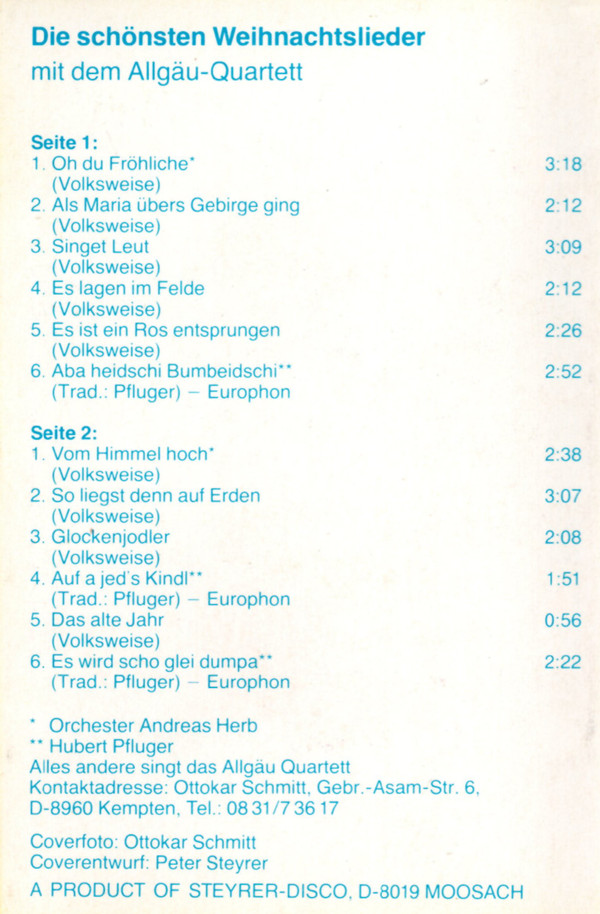 Die schönsten Weihnachtslieder
mit dem Allgäu-Quartett
Seite 1:
1. Oh du Fröhliche* 3:18
(Volksweise)
2. Als Maria übers Gebirge ging 2:12
(Volksweise)
3. Singet Leut 3:09
(Volksweise)
4. Es lagen im Felde 2:12
(Volksweise)
5. Es ist ein Ros entsprungen 2:26
(Volksweise)
6. Aba heidschi Bumbeidschi** 2:52
(Trad.: Pfluger) – Europhon
Seite 2:
1. Vom Himmel hoch* 2:38
(Volksweise)
2. So liegst denn auf Erden 3:07
(Volksweise)
3. Glockenjodler 2:08
(Volksweise)
4. Auf a jed's Kindl** 1:51
(Trad.: Pfluger) – Europhon
5. Das alte Jahr 0:56
(Volksweise)
6. Es wird scho glei dumpa** 2:22
(Trad.: Pfluger) – Europhon
* Orchester Andreas Herb
** Hubert Pfluger
Alles andere singt das Allgäu Quartett
Kontaktadresse: Ottokar Schmitt, Gebr.-Asam-Str. 6,
D-8960 Kempten, Tel.: 08 31/7 36 17
Coverfoto: Ottokar Schmitt
Coverentwurf: Peter Steyrer
A PRODUCT OF STEYRER-DISCO, D-8019 MOOSACH